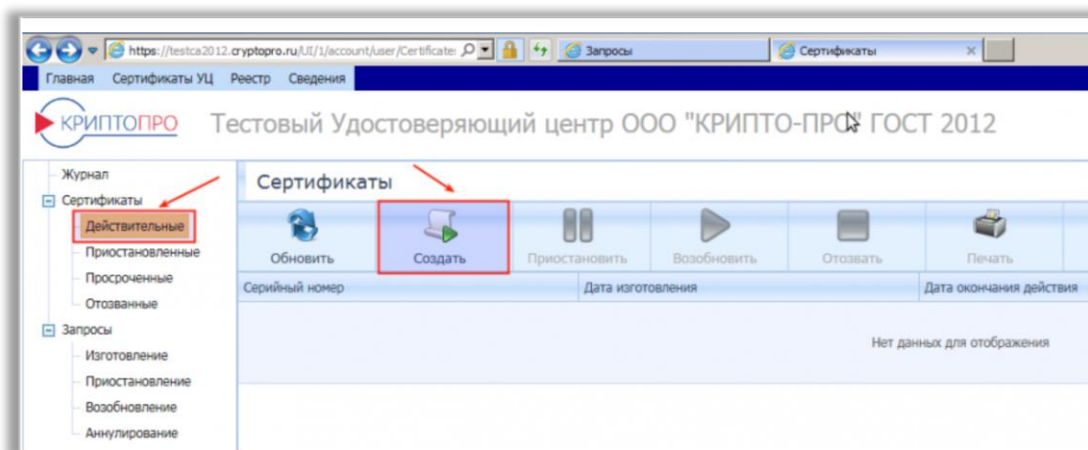 https://testca2012.cryptopro.ru/UI/1/account/user/Certificate: Запросы Сертификаты
Главная Сертификаты УЦ Реестр Сведения
КРИПТОПРО Тестовый Удостоверяющий центр ООО "КРИПТО-ПРО" ГОСТ 2012
Журнал
Сертификаты
Действительные
Приостановленные
Просроченные
Отозванные
Запросы
Изготовление
Приостановление
Возобновление
Аннулирование
Сертификаты
Обновить Создать Приостановить Возобновить Отозвать Печать
Серийный номер Дата изготовления Дата окончания действия
Нет данных для отображения